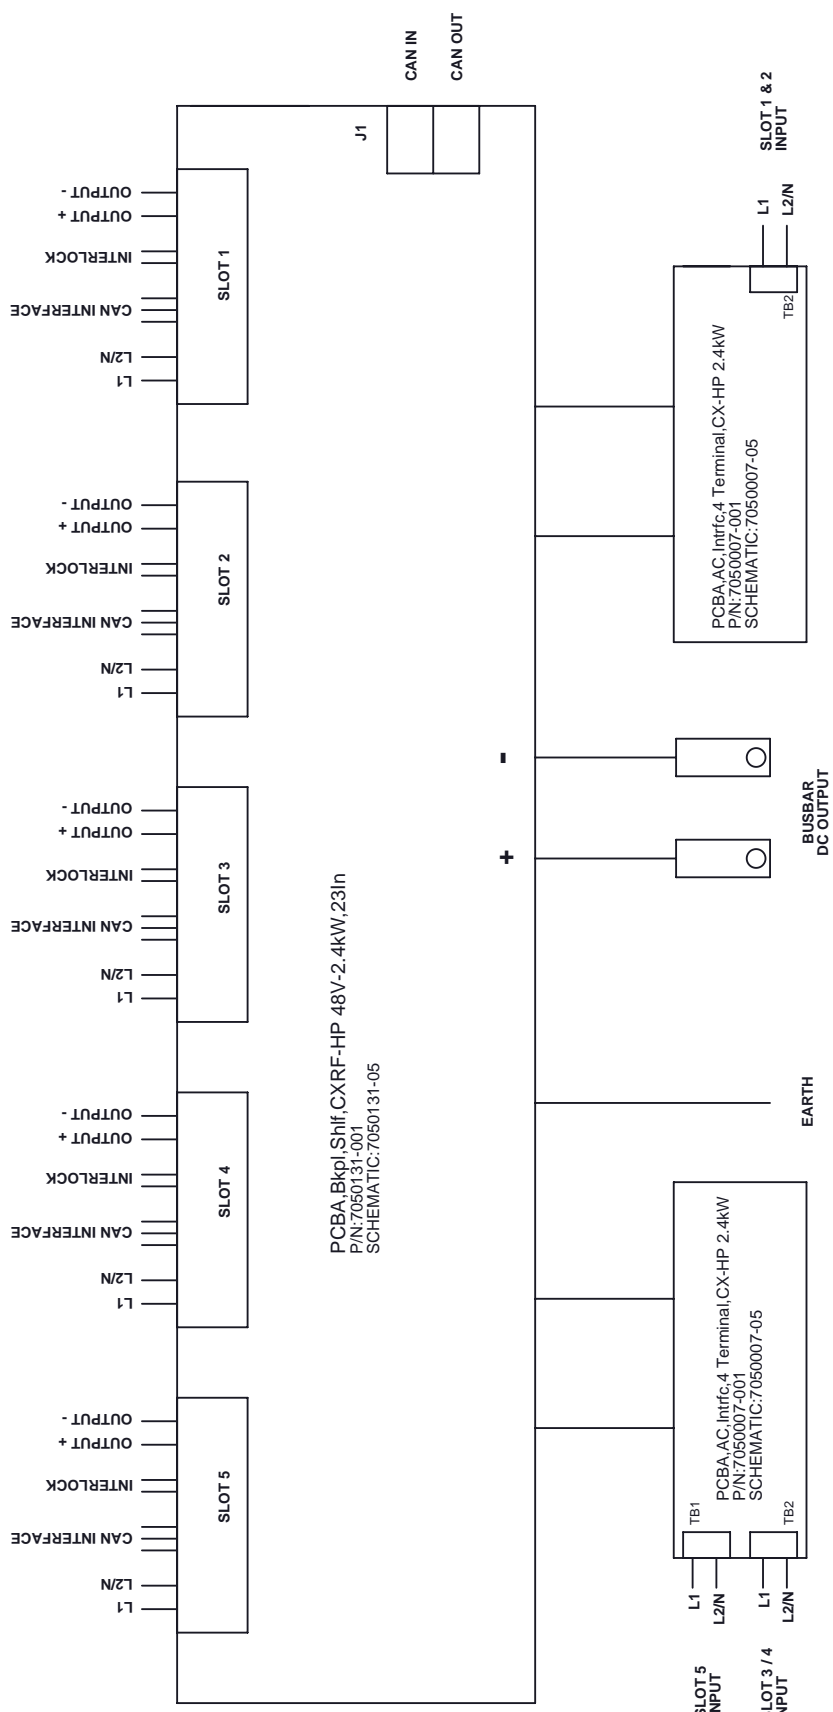 CAN IN
CAN OUT
J1
OUTPUT -
OUTPUT +
INTERLOCK
CAN INTERFACE
L2/N
L1
SLOT 1
OUTPUT -
OUTPUT +
INTERLOCK
CAN INTERFACE
L2/N
L1
SLOT 2
OUTPUT -
OUTPUT +
INTERLOCK
CAN INTERFACE
L2/N
L1
SLOT 3
OUTPUT -
OUTPUT +
INTERLOCK
CAN INTERFACE
L2/N
L1
SLOT 4
OUTPUT -
OUTPUT +
INTERLOCK
CAN INTERFACE
L2/N
L1
SLOT 5
PCBA,Bkpl,Shlf,CXRF-HP 48V-2.4kW,23In
P/N:7050131-001
SCHEMATIC:7050131-05
SLOT 1 & 2
INPUT
L1
L2/N
TB2
PCBA,AC,Intrfc,4 Terminal,CX-HP 2.4kW
P/N:7050007-001
SCHEMATIC:7050007-05
-
+
BUSBAR
DC OUTPUT
EARTH
PCBA,AC,Intrfc,4 Terminal,CX-HP 2.4kW
P/N:7050007-001
SCHEMATIC:7050007-05
TB1
TB2
L1
L2/N
L1
L2/N
SLOT 5
INPUT
SLOT 3 / 4
INPUT